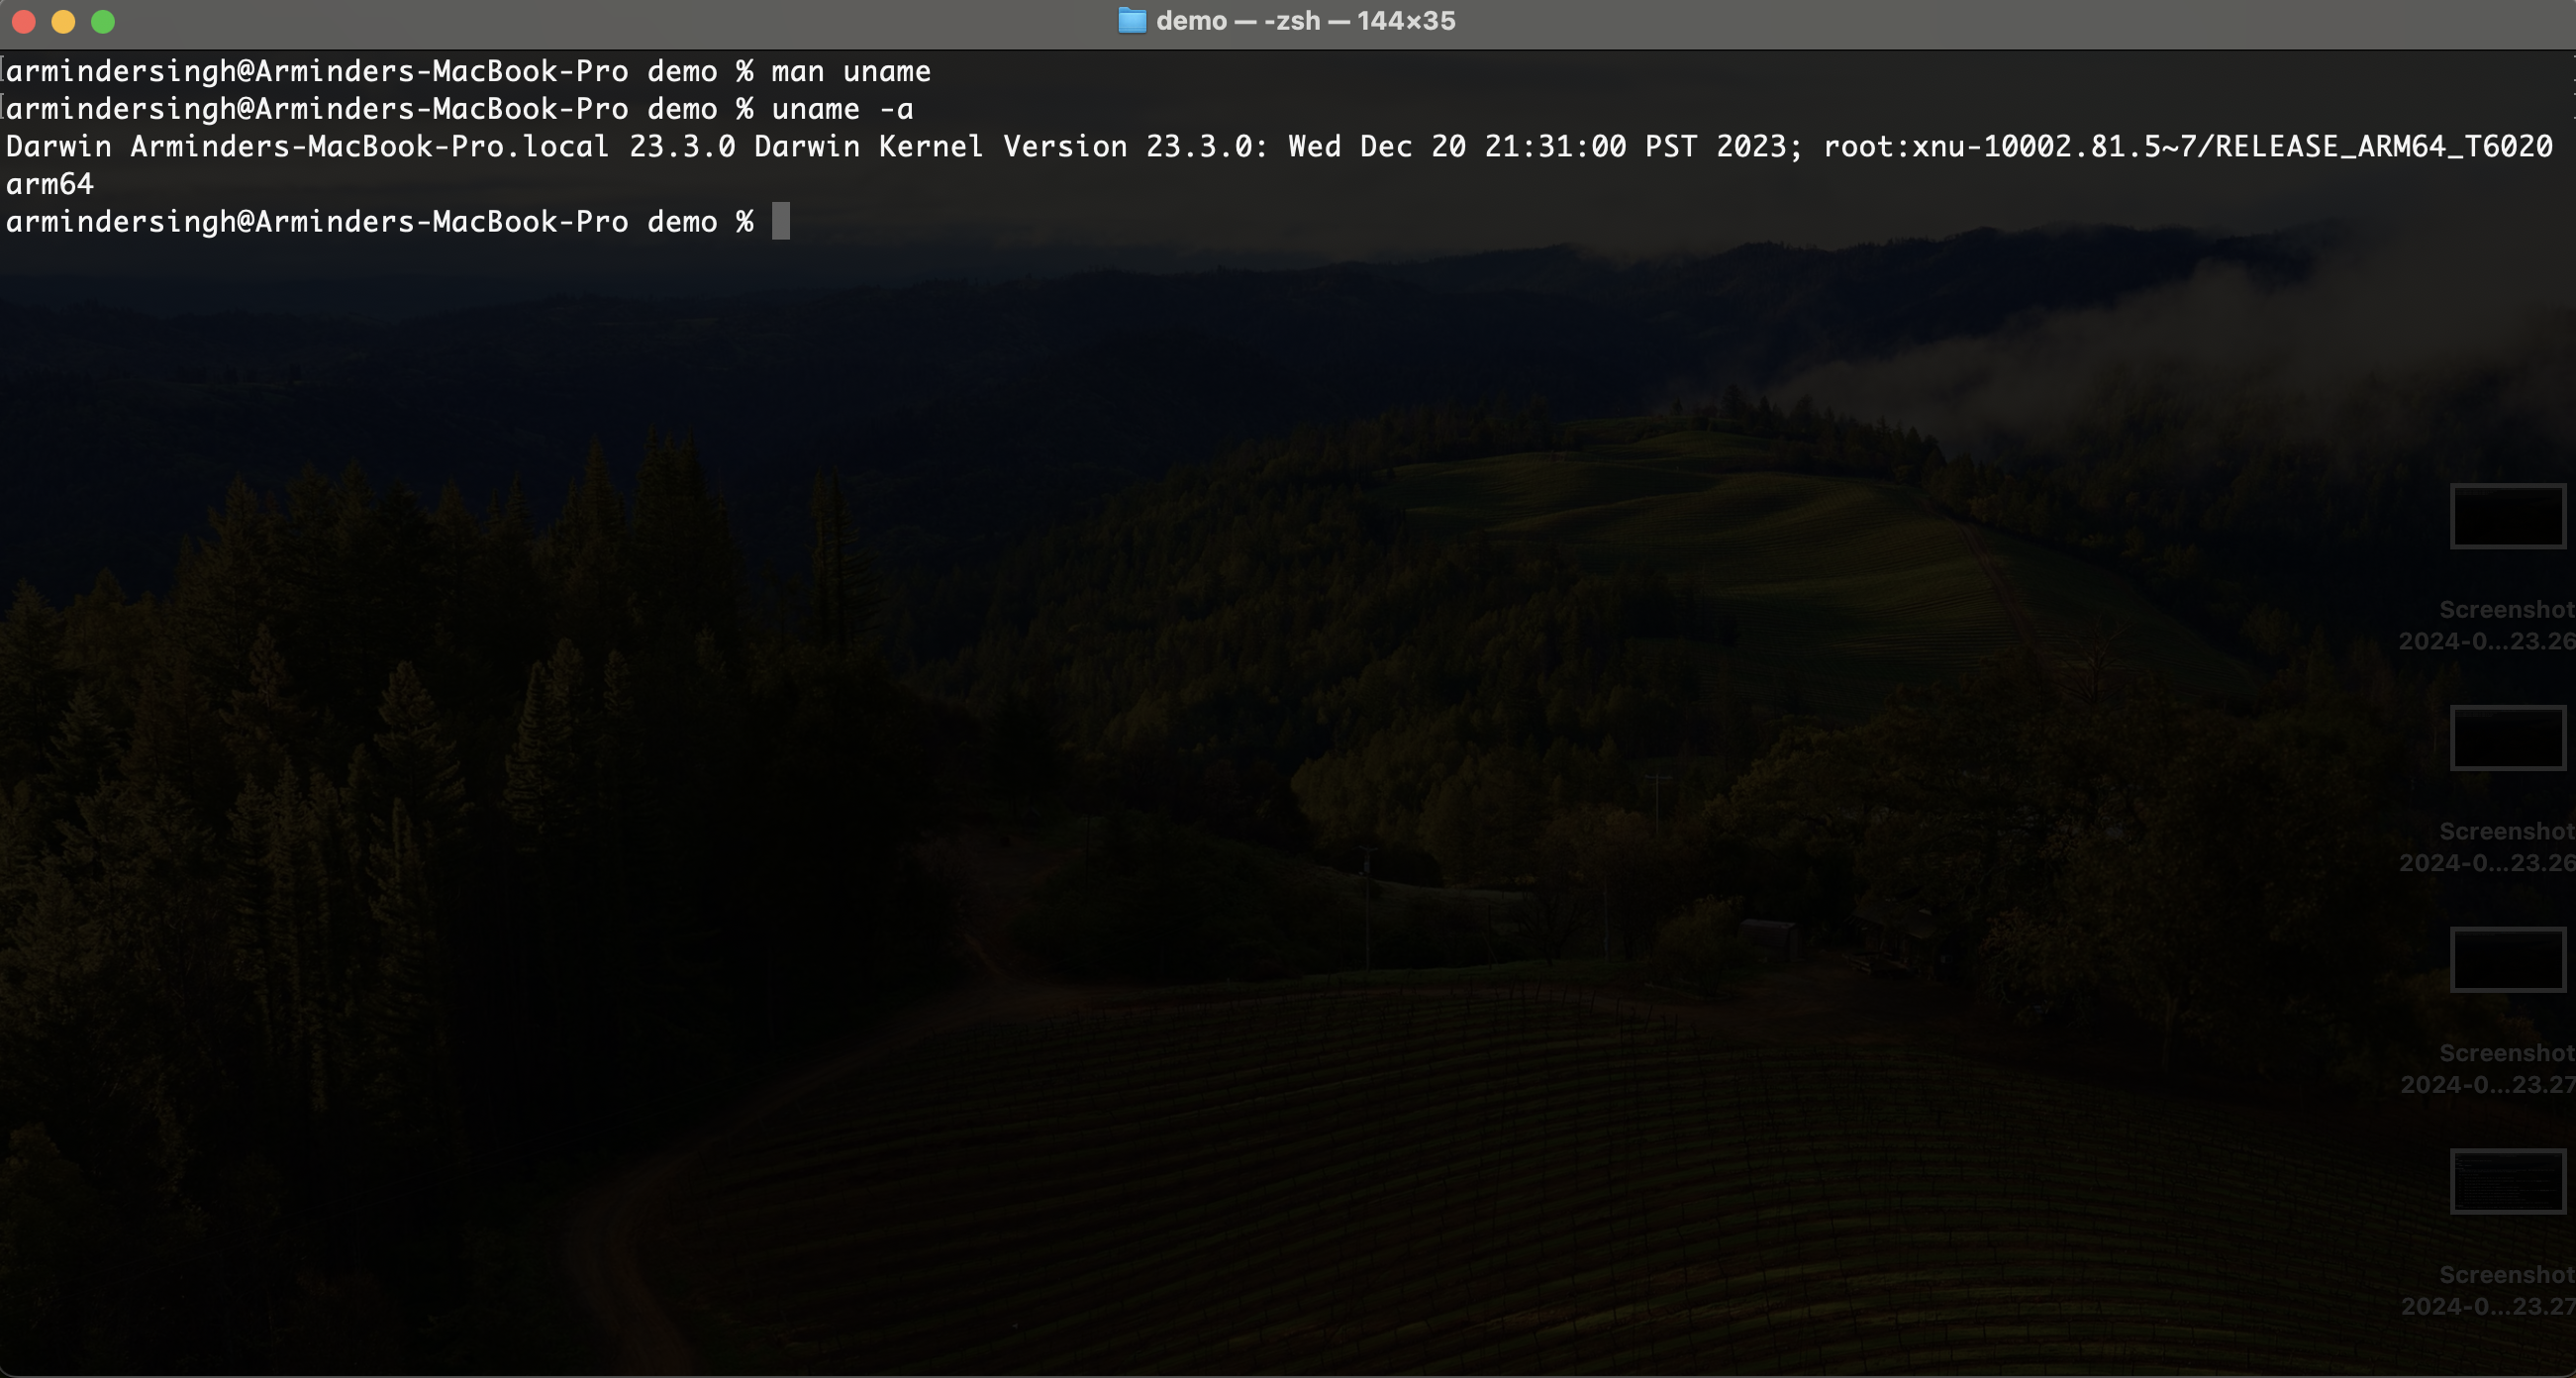 demo — -zsh — 144×35
armindersingh@Arminders-MacBook-Pro demo % man uname
armindersingh@Arminders-MacBook-Pro demo % uname -a
Darwin Arminders-MacBook-Pro.local 23.3.0 Darwin Kernel Version 23.3.0: Wed Dec 20 21:31:00 PST 2023; root:xnu-10002.81.5~7/RELEASE_ARM64_T6020
arm64
armindersingh@Arminders-MacBook-Pro demo %
Screenshot
2024-0...23.26
Screenshot
2024-0...23.26
Screenshot
2024-0...23.27
Screenshot
2024-0...23.27